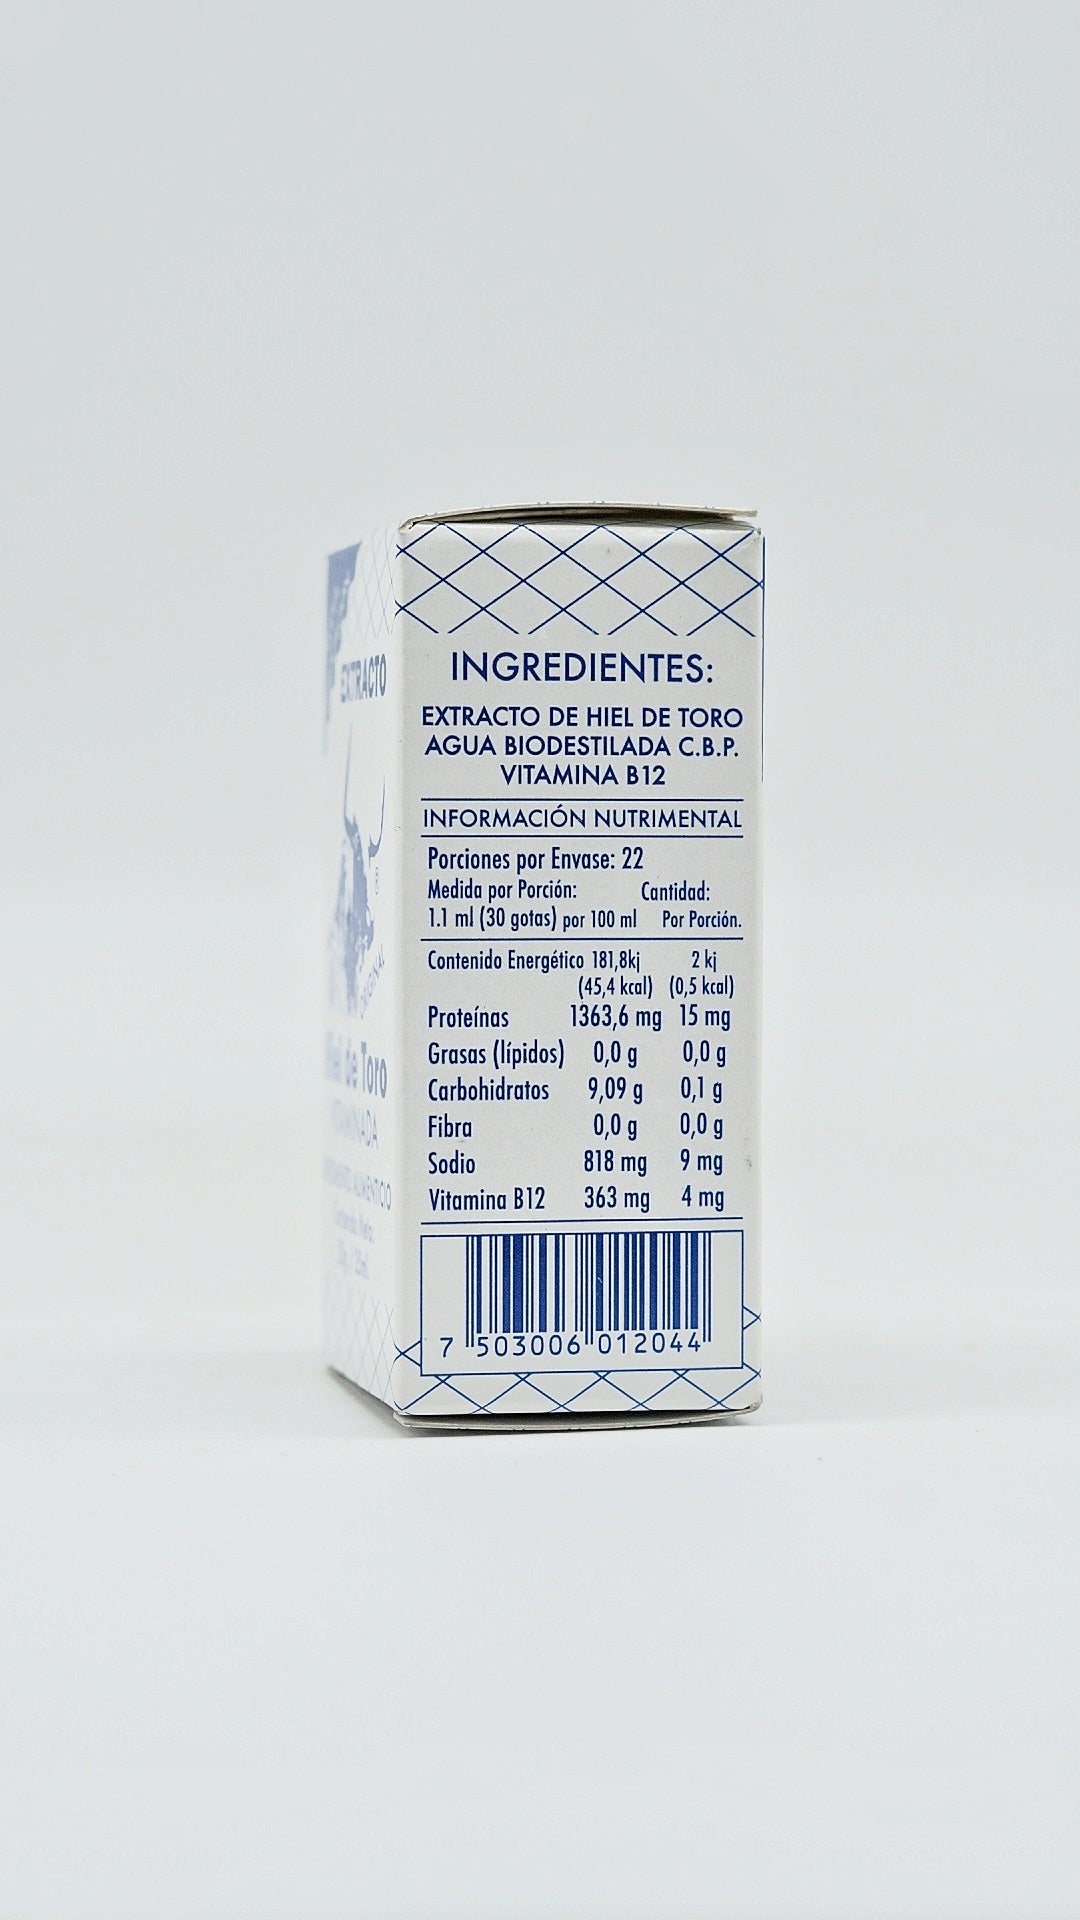 EXTRACTO
®
ORIGINAL
de Toro
INGREDIENTES:
EXTRACTO DE HIEL DE TORO
AGUA BIODESTILADA C.B.P.
VITAMINA B12
INFORMACIÓN NUTRIMENTAL
Porciones por Envase: 22
Medida por Porción: Cantidad:
1.1 ml (30 gotas) por 100 ml Por Porción.
Contenido Energético 181,8kj 2 kj
(45,4 kcal) (0,5 kcal)
Proteínas 1363,6 mg 15 mg
Grasas (lípidos) 0,0 g 0,0 g
Carbohidratos 9,09 g 0,1 g
Fibra 0,0 g 0,0 g
Sodio 818 mg 9 mg
Vitamina B12 363 mg 4 mg
7 503006 012044